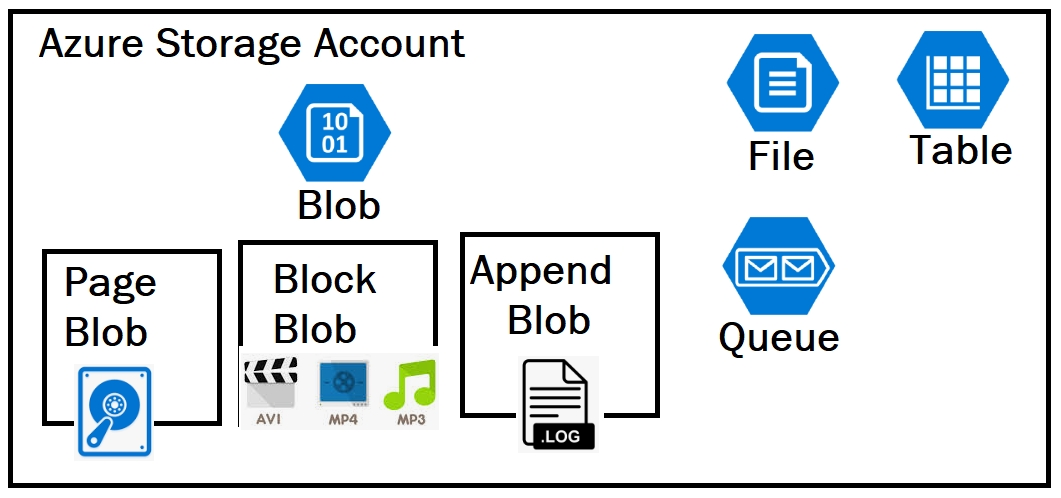 Azure Storage Account
10
01
Blob
File
Table
Page
Blob
Block
Blob
Append
Blob
Queue
AVI
MP4
MP3
.LOG